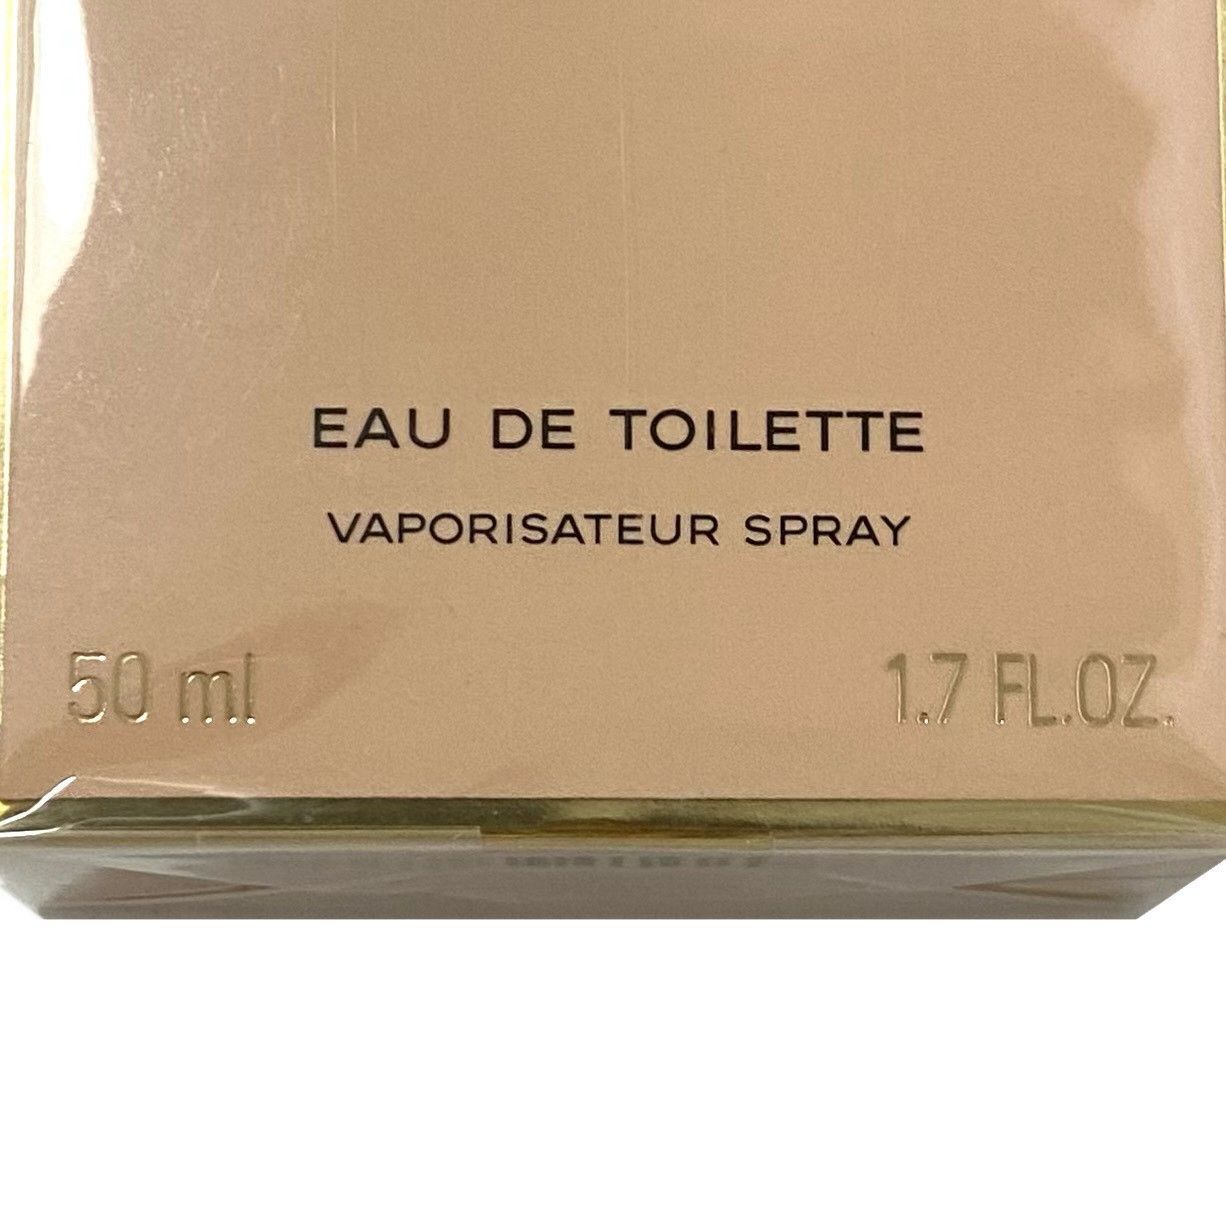 EAU DE TOILETTE
VAPORISATEUR SPRAY
50 ml 1.7 FL.OZ.